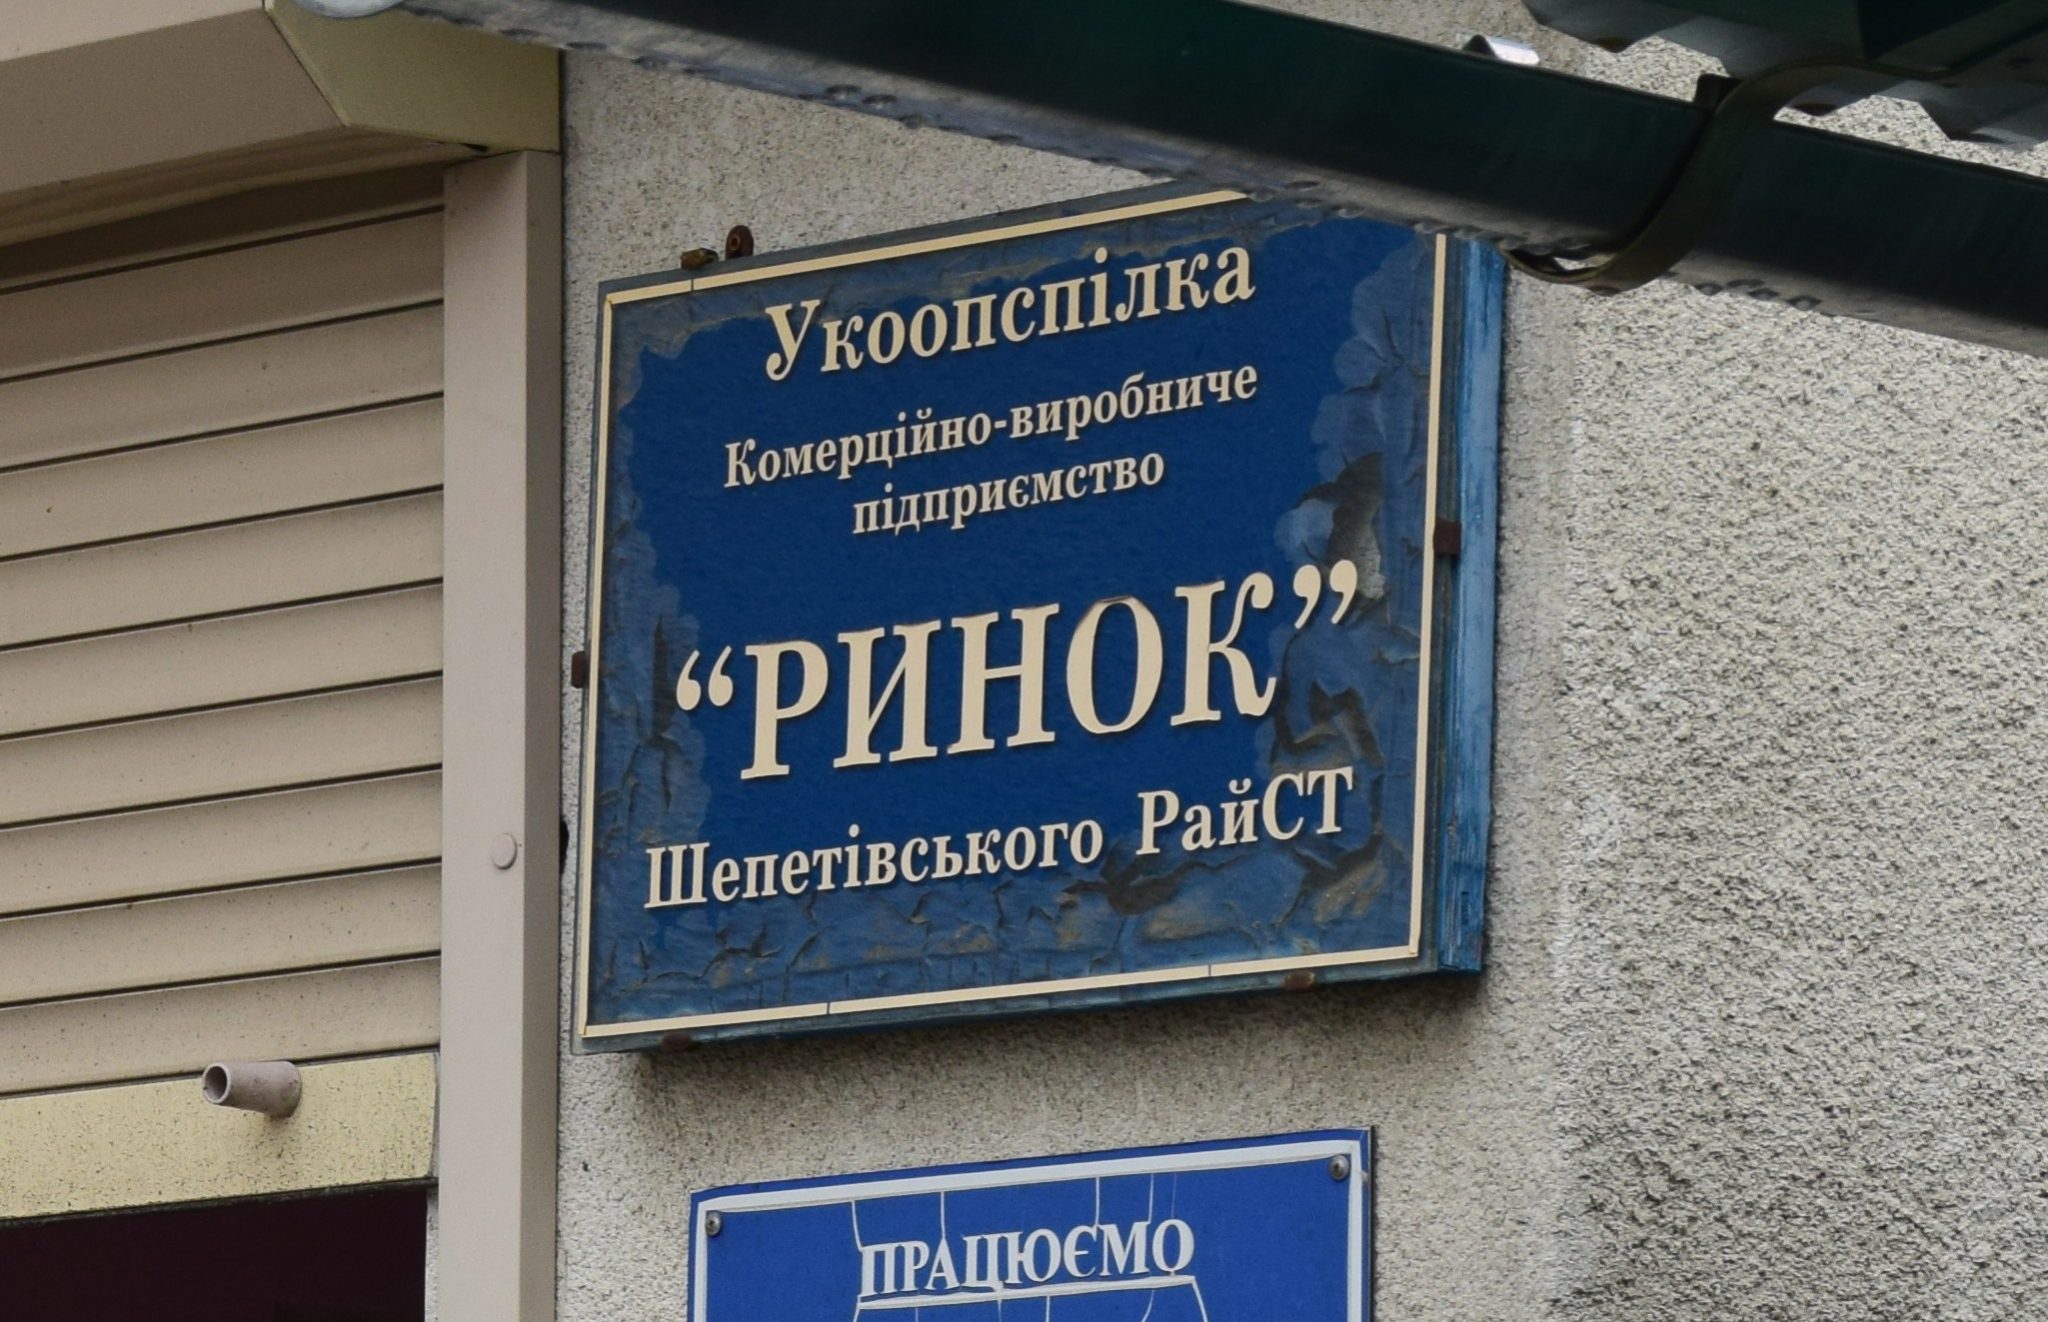 Укоопспілка
Комерційно-виробниче
підприємство
“РИНОК”
Шепетівського РайСТ
ПРАЦЮЄМО